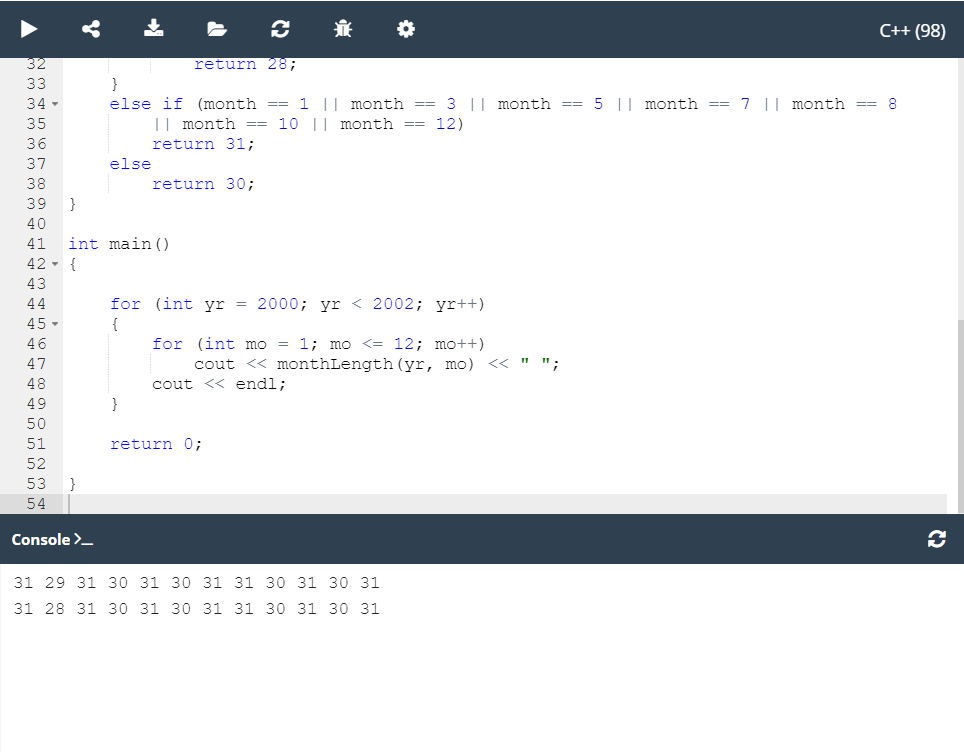 C++ (98)
32 return 28;
33 }
34 else if (month == 1 || month == 3 || month == 5 || month == 7 || month == 8
35 || month == 10 || month == 12)
36 return 31;
37 else
38 return 30;
39 }
40
41 int main()
42 {
43
44 for (int yr = 2000; yr < 2002; yr++)
45 {
46 for (int mo = 1; mo <= 12; mo++)
47 cout << monthLength(yr, mo) << " ";
48 cout << endl;
49 }
50
51 return 0;
52
53 }
54
Console >_
31 29 31 30 31 30 31 31 30 31 30 31
31 28 31 30 31 30 31 31 30 31 30 31